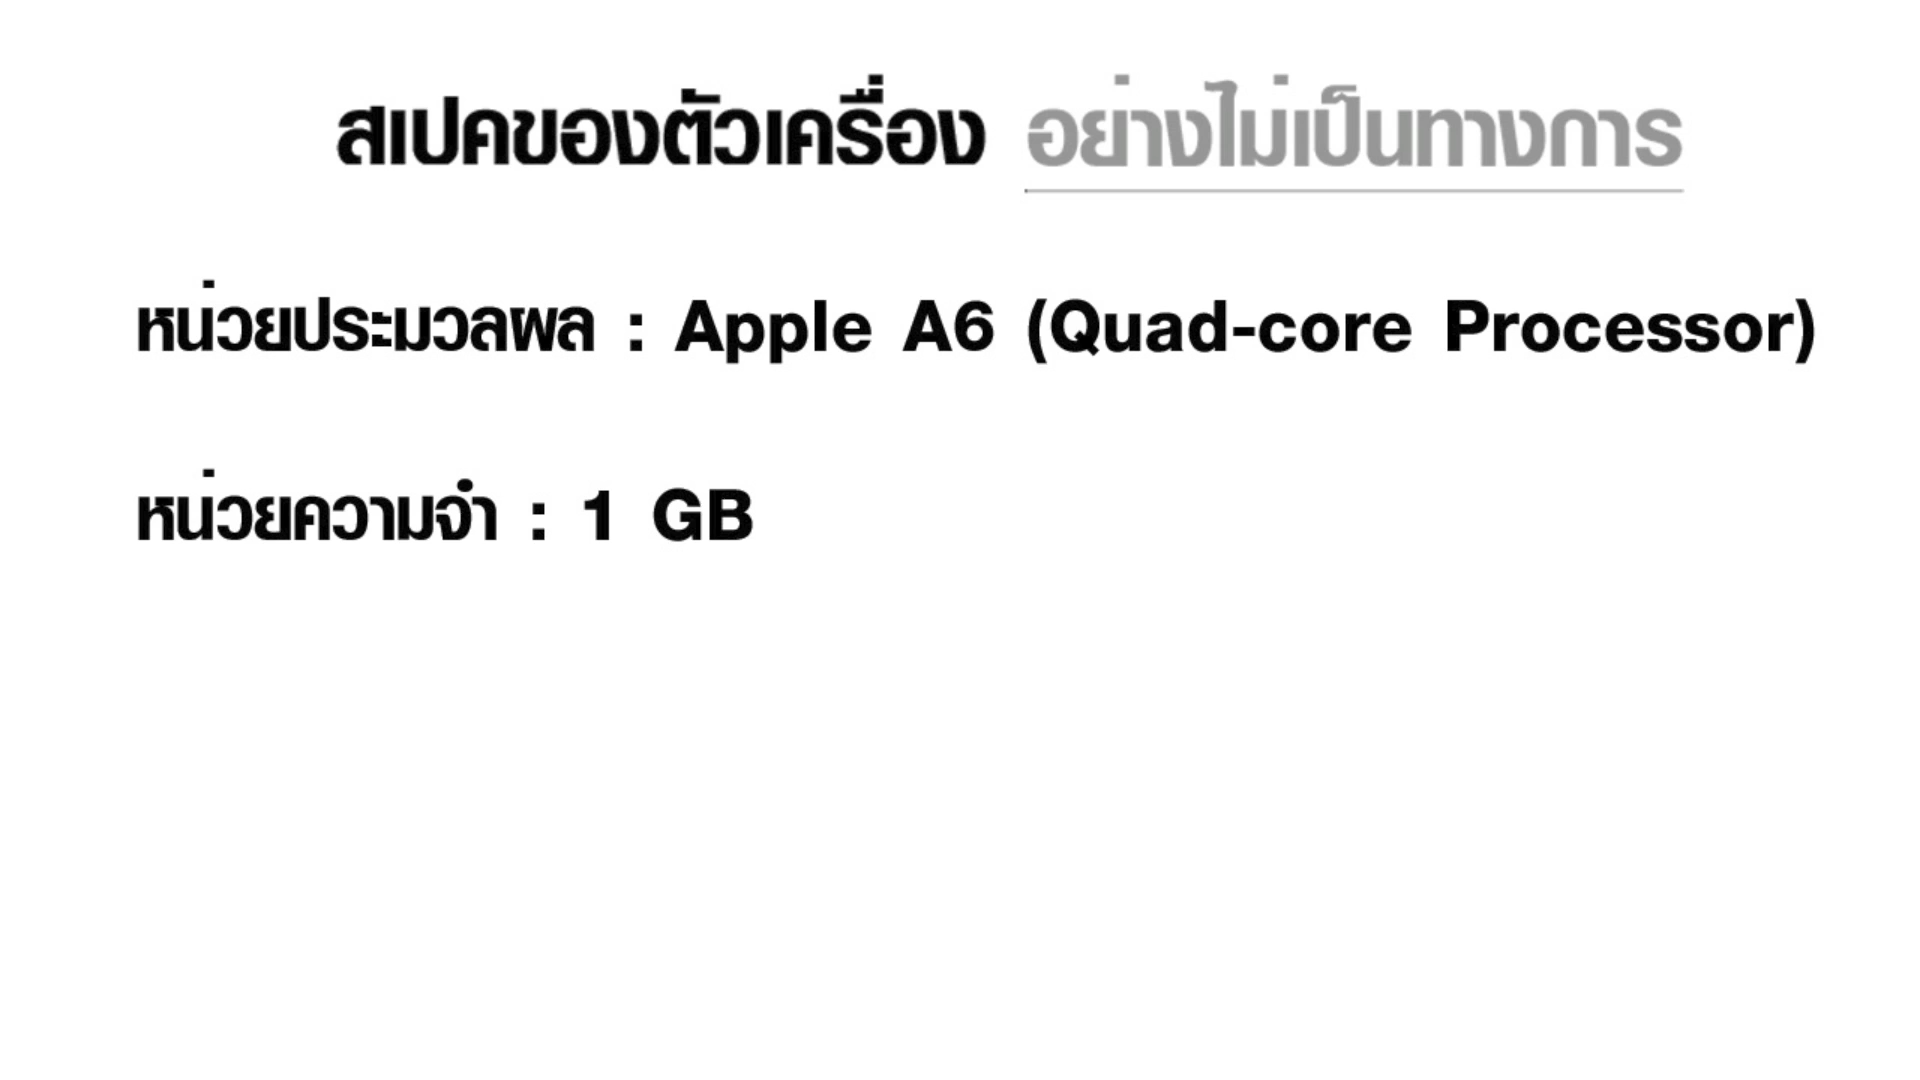 สเปคของตัวเครื่อง อย่างไม่เป็นทางการ
หน่วยประมวลผล : Apple A6 (Quad-core Processor)
หน่วยความจำ : 1 GB